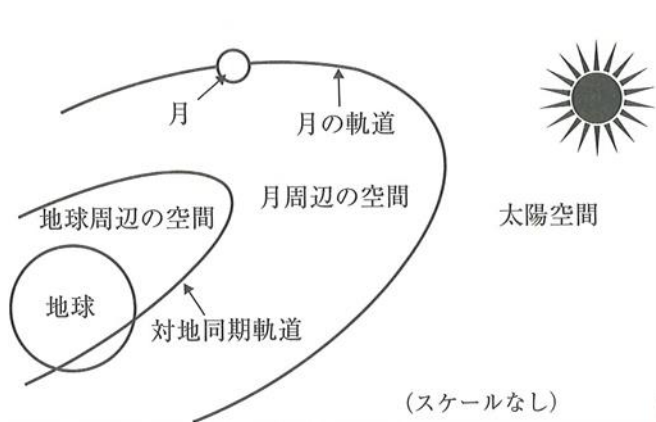 月
月の軌道
月周辺の空間
太陽空間
地球周辺の空間
地球
対地同期軌道
(スケールなし)